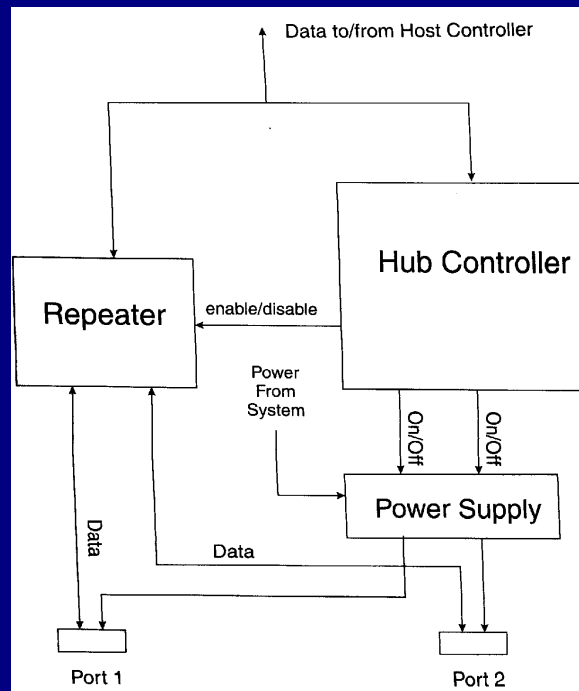 Data to/from Host Controller
Hub Controller
Repeater
enable/disable
Power
From
System
On/Off
On/Off
Power Supply
Data
Data
Port 1
Port 2